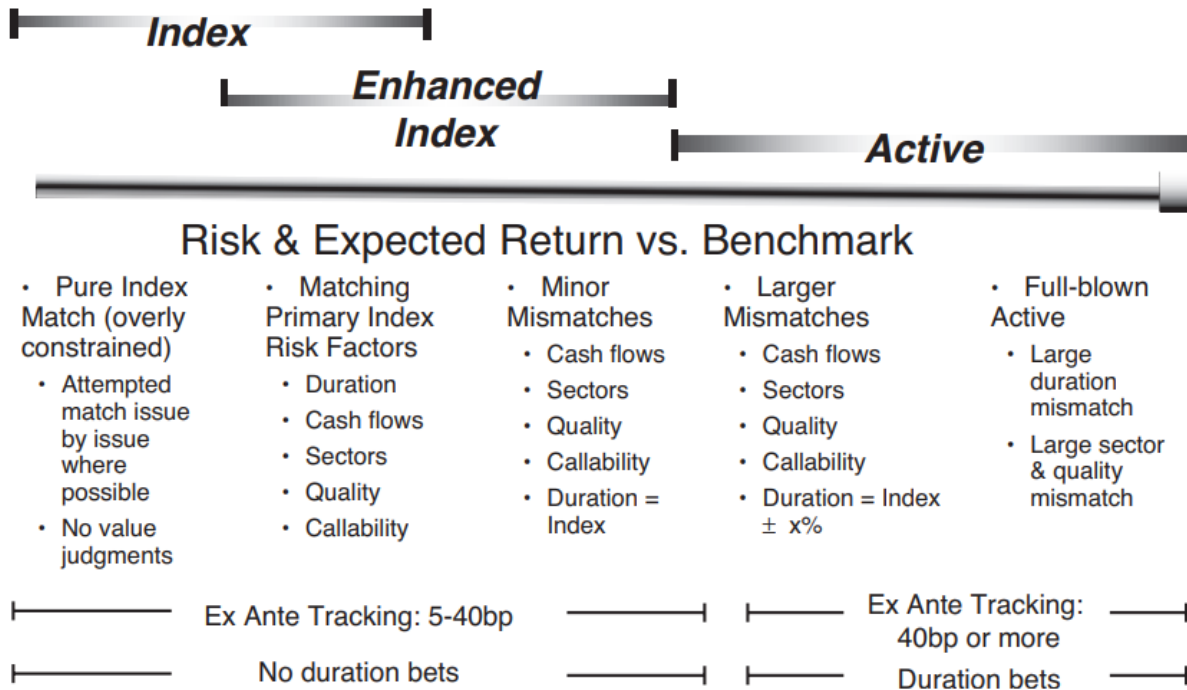 Index
Enhanced
Index
Active
Risk & Expected Return vs. Benchmark
• Pure Index
Match (overly
constrained)
• Attempted
match issue
by issue
where
possible
• No value
judgments
• Matching
Primary Index
Risk Factors
• Duration
• Cash flows
• Sectors
• Quality
• Callability
• Minor
Mismatches
• Cash flows
• Sectors
• Quality
• Callability
• Duration =
Index
• Larger
Mismatches
• Cash flows
• Sectors
• Quality
• Callability
• Duration = Index
± x%
• Full-blown
Active
• Large
duration
mismatch
• Large sector
& quality
mismatch
Ex Ante Tracking: 5-40bp
Ex Ante Tracking:
40bp or more
No duration bets
Duration bets